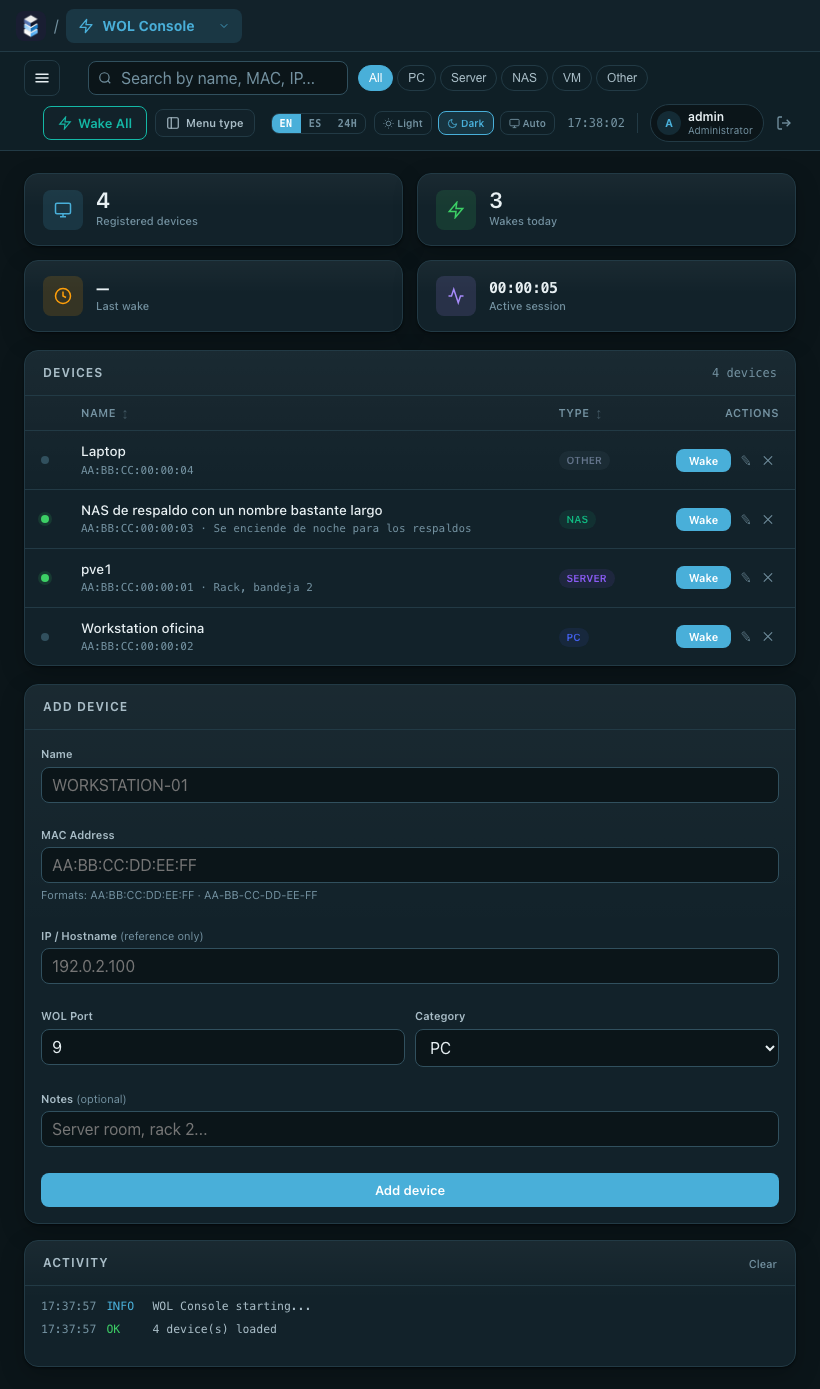 / WOL Console
Search by name, MAC, IP... All PC Server NAS VM Other
Wake All Menu type EN ES 24H Light Dark Auto 17:38:02 A admin
Administrator
4
Registered devices
3
Wakes today
—
Last wake
00:00:05
Active session
DEVICES 4 devices
NAME ↕ TYPE ↕ ACTIONS
Laptop
AA:BB:CC:00:00:04
OTHER Wake
NAS de respaldo con un nombre bastante largo
AA:BB:CC:00:00:03 · Se enciende de noche para los respaldos
NAS Wake
pve1
AA:BB:CC:00:00:01 · Rack, bandeja 2
SERVER Wake
Workstation oficina
AA:BB:CC:00:00:02
PC Wake
ADD DEVICE
Name
WORKSTATION-01
MAC Address
AA:BB:CC:DD:EE:FF
Formats: AA:BB:CC:DD:EE:FF · AA-BB-CC-DD-EE-FF
IP / Hostname (reference only)
192.0.2.100
WOL Port Category
9 PC
Notes (optional)
Server room, rack 2...
Add device
ACTIVITY Clear
17:37:57 INFO WOL Console starting...
17:37:57 OK 4 device(s) loaded